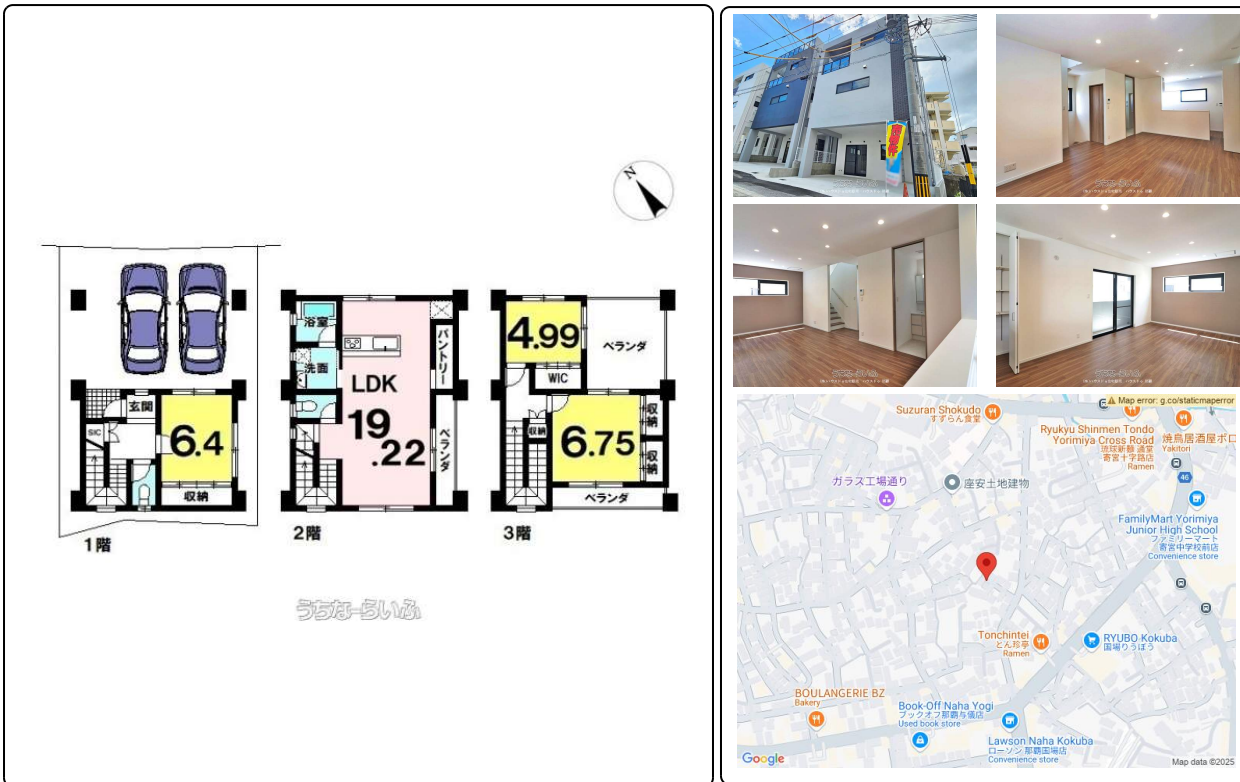 N
浴室
洗面
LDK
19
.22
パントリー
ベランダ
4.99
WIC
ベランダ
収納
6.75
収納
収納
ベランダ
玄関
SIC
6.4
収納
1階
2階
3階
うちなーらいふ
Map error: g.co/staticmaperror
Suzuran Shokudo
すずらん食堂
Ryukyu Shinmen Tondo
Yorimiya Cross Road
琉球新麺 通堂
寄宮十字路店
Ramen
焼鳥居酒屋ポロ
Yakitori
46
ガラス工場通り
座安土地建物
FamilyMart Yorimiya
Junior High School
ファミリーマート
寄宮中学校前店
Convenience store
Tonchintei
とん珍亭
Ramen
RYUBO Kokuba
国場りうぼう
BOULANGERIE BZ
Bakery
Book-Off Naha Yogi
ブックオフ那覇与儀店
Used book store
Lawson Naha Kokuba
ローソン 那覇国場店
Convenience store
Google
Map data ©2025